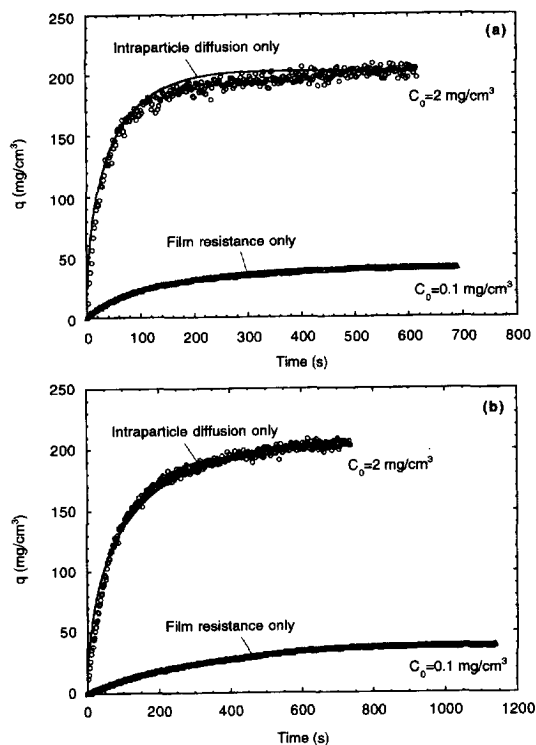 250
(a)
Intraparticle diffusion only
200
C₀=2 mg/cm³
150
q (mg/cm³)
100
Film resistance only
50
C₀=0.1 mg/cm³
0
0 100 200 300 400 500 600 700 800
Time (s)
250
(b)
Intraparticle diffusion only
200
C₀=2 mg/cm³
150
q (mg/cm³)
100
Film resistance only
50
C₀=0.1 mg/cm³
0
0 200 400 600 800 1000 1200
Time (s)